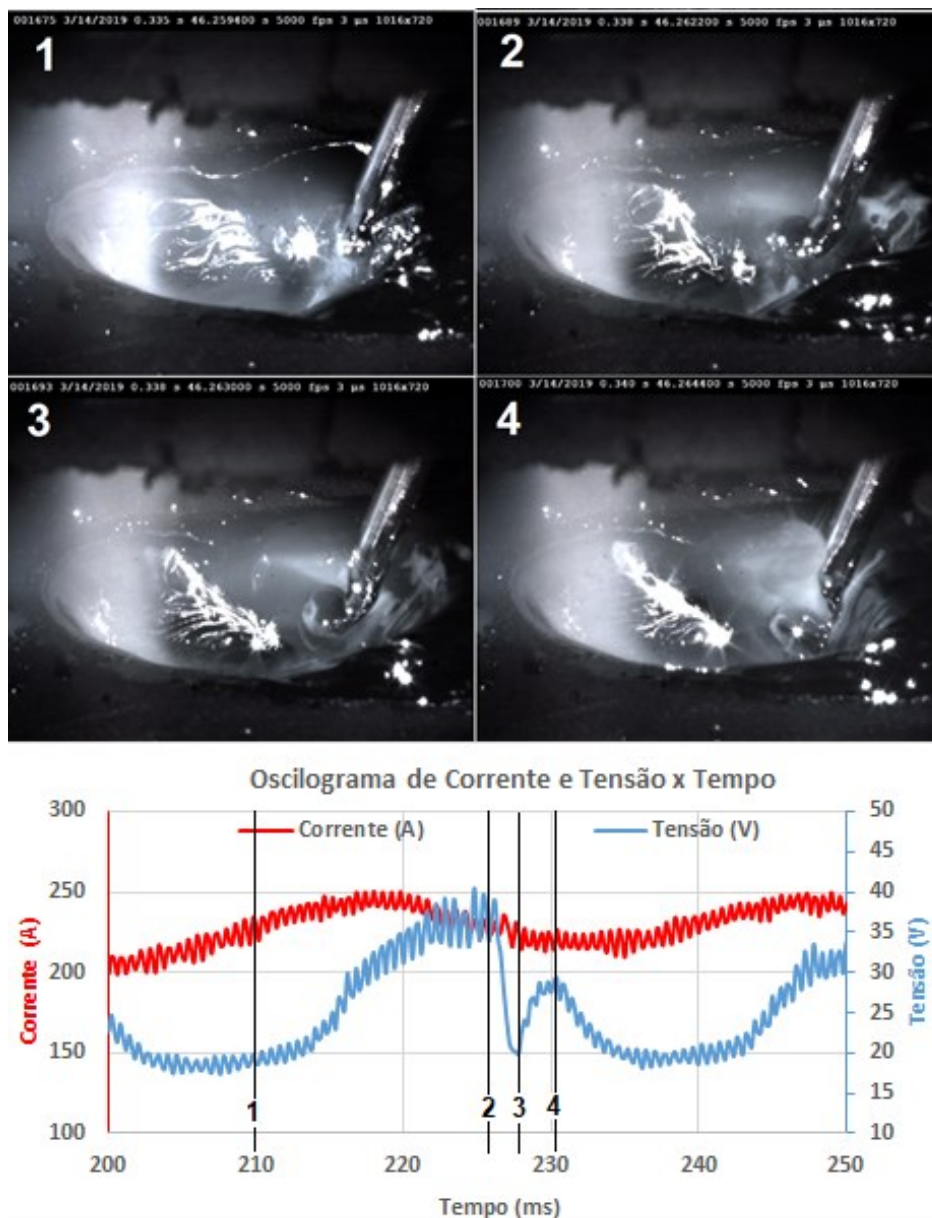 001675 3/14/2019 0.335 s 46.259400 s 5000 fps 3 µs 1016x720
001689 3/14/2019 0.338 s 46.262200 s 5000 fps 3 µs 1016x720
1
2
001693 3/14/2019 0.338 s 46.263000 s 5000 fps 3 µs 1016x720
001700 3/14/2019 0.340 s 46.264400 s 5000 fps 3 µs 1016x720
3
4
Oscilograma de Corrente e Tensão x Tempo
Corrente (A)
Tensão (V)
300
250
200
150
100
Corrente (A)
50
45
40
35
30
25
20
15
10
Tensão (V)
1
2
3
4
200
210
220
230
240
250
Tempo (ms)